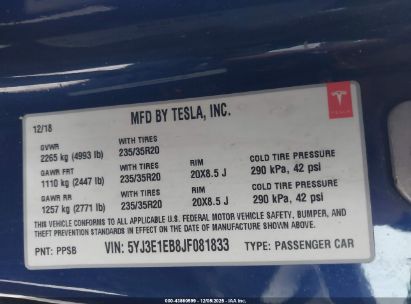 MFD BY TESLA, INC.
TESLA
12/18
GVWR WITH TIRES
2265 kg (4993 lb) 235/35R20
GAWR FRT WITH TIRES RIM COLD TIRE PRESSURE
1110 kg (2447 lb) 235/35R20 20X8.5 J 290 kPa, 42 psi
GAWR RR WITH TIRES RIM COLD TIRE PRESSURE
1257 kg (2771 lb) 235/35R20 20X8.5 J 290 kPa, 42 psi
THIS VEHICLE CONFORMS TO ALL APPLICABLE U.S. FEDERAL MOTOR VEHICLE SAFETY, BUMPER, AND
THEFT PREVENTION STANDARDS IN EFFECT ON THE DATE OF MANUFACTURE SHOWN ABOVE.
PNT: PPSB VIN: 5YJ3E1EB8JF081833 TYPE: PASSENGER CAR